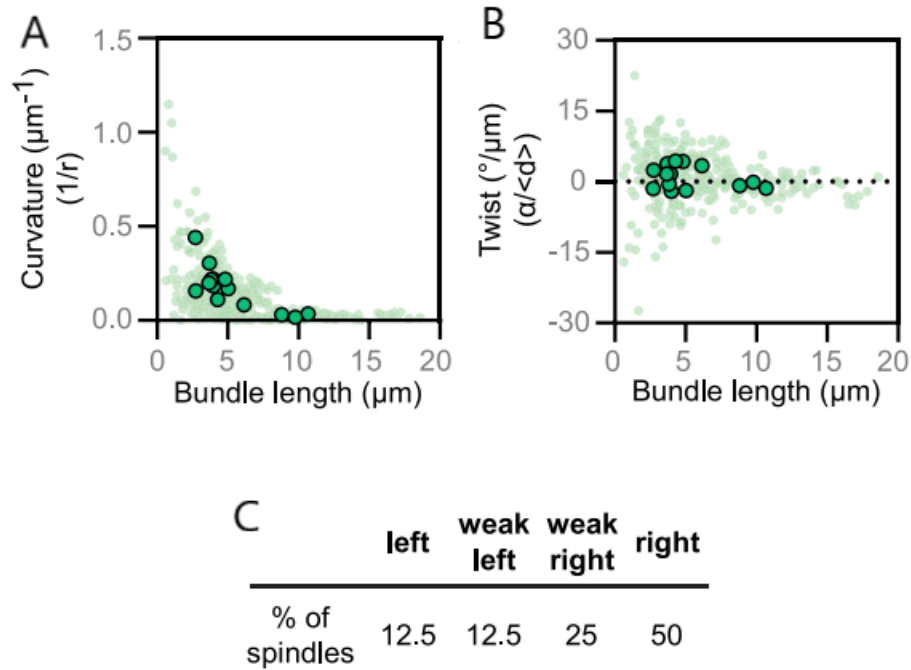 A
Curvature (µm⁻¹)
(1/r)
1.5
1.0
0.5
0.0
0 5 10 15 20
Bundle length (µm)
B
Twist (°/µm)
(α/<d>)
30
15
0
-15
-30
0 5 10 15 20
Bundle length (µm)
C
left weak left weak right right
% of spindles 12.5 12.5 25 50